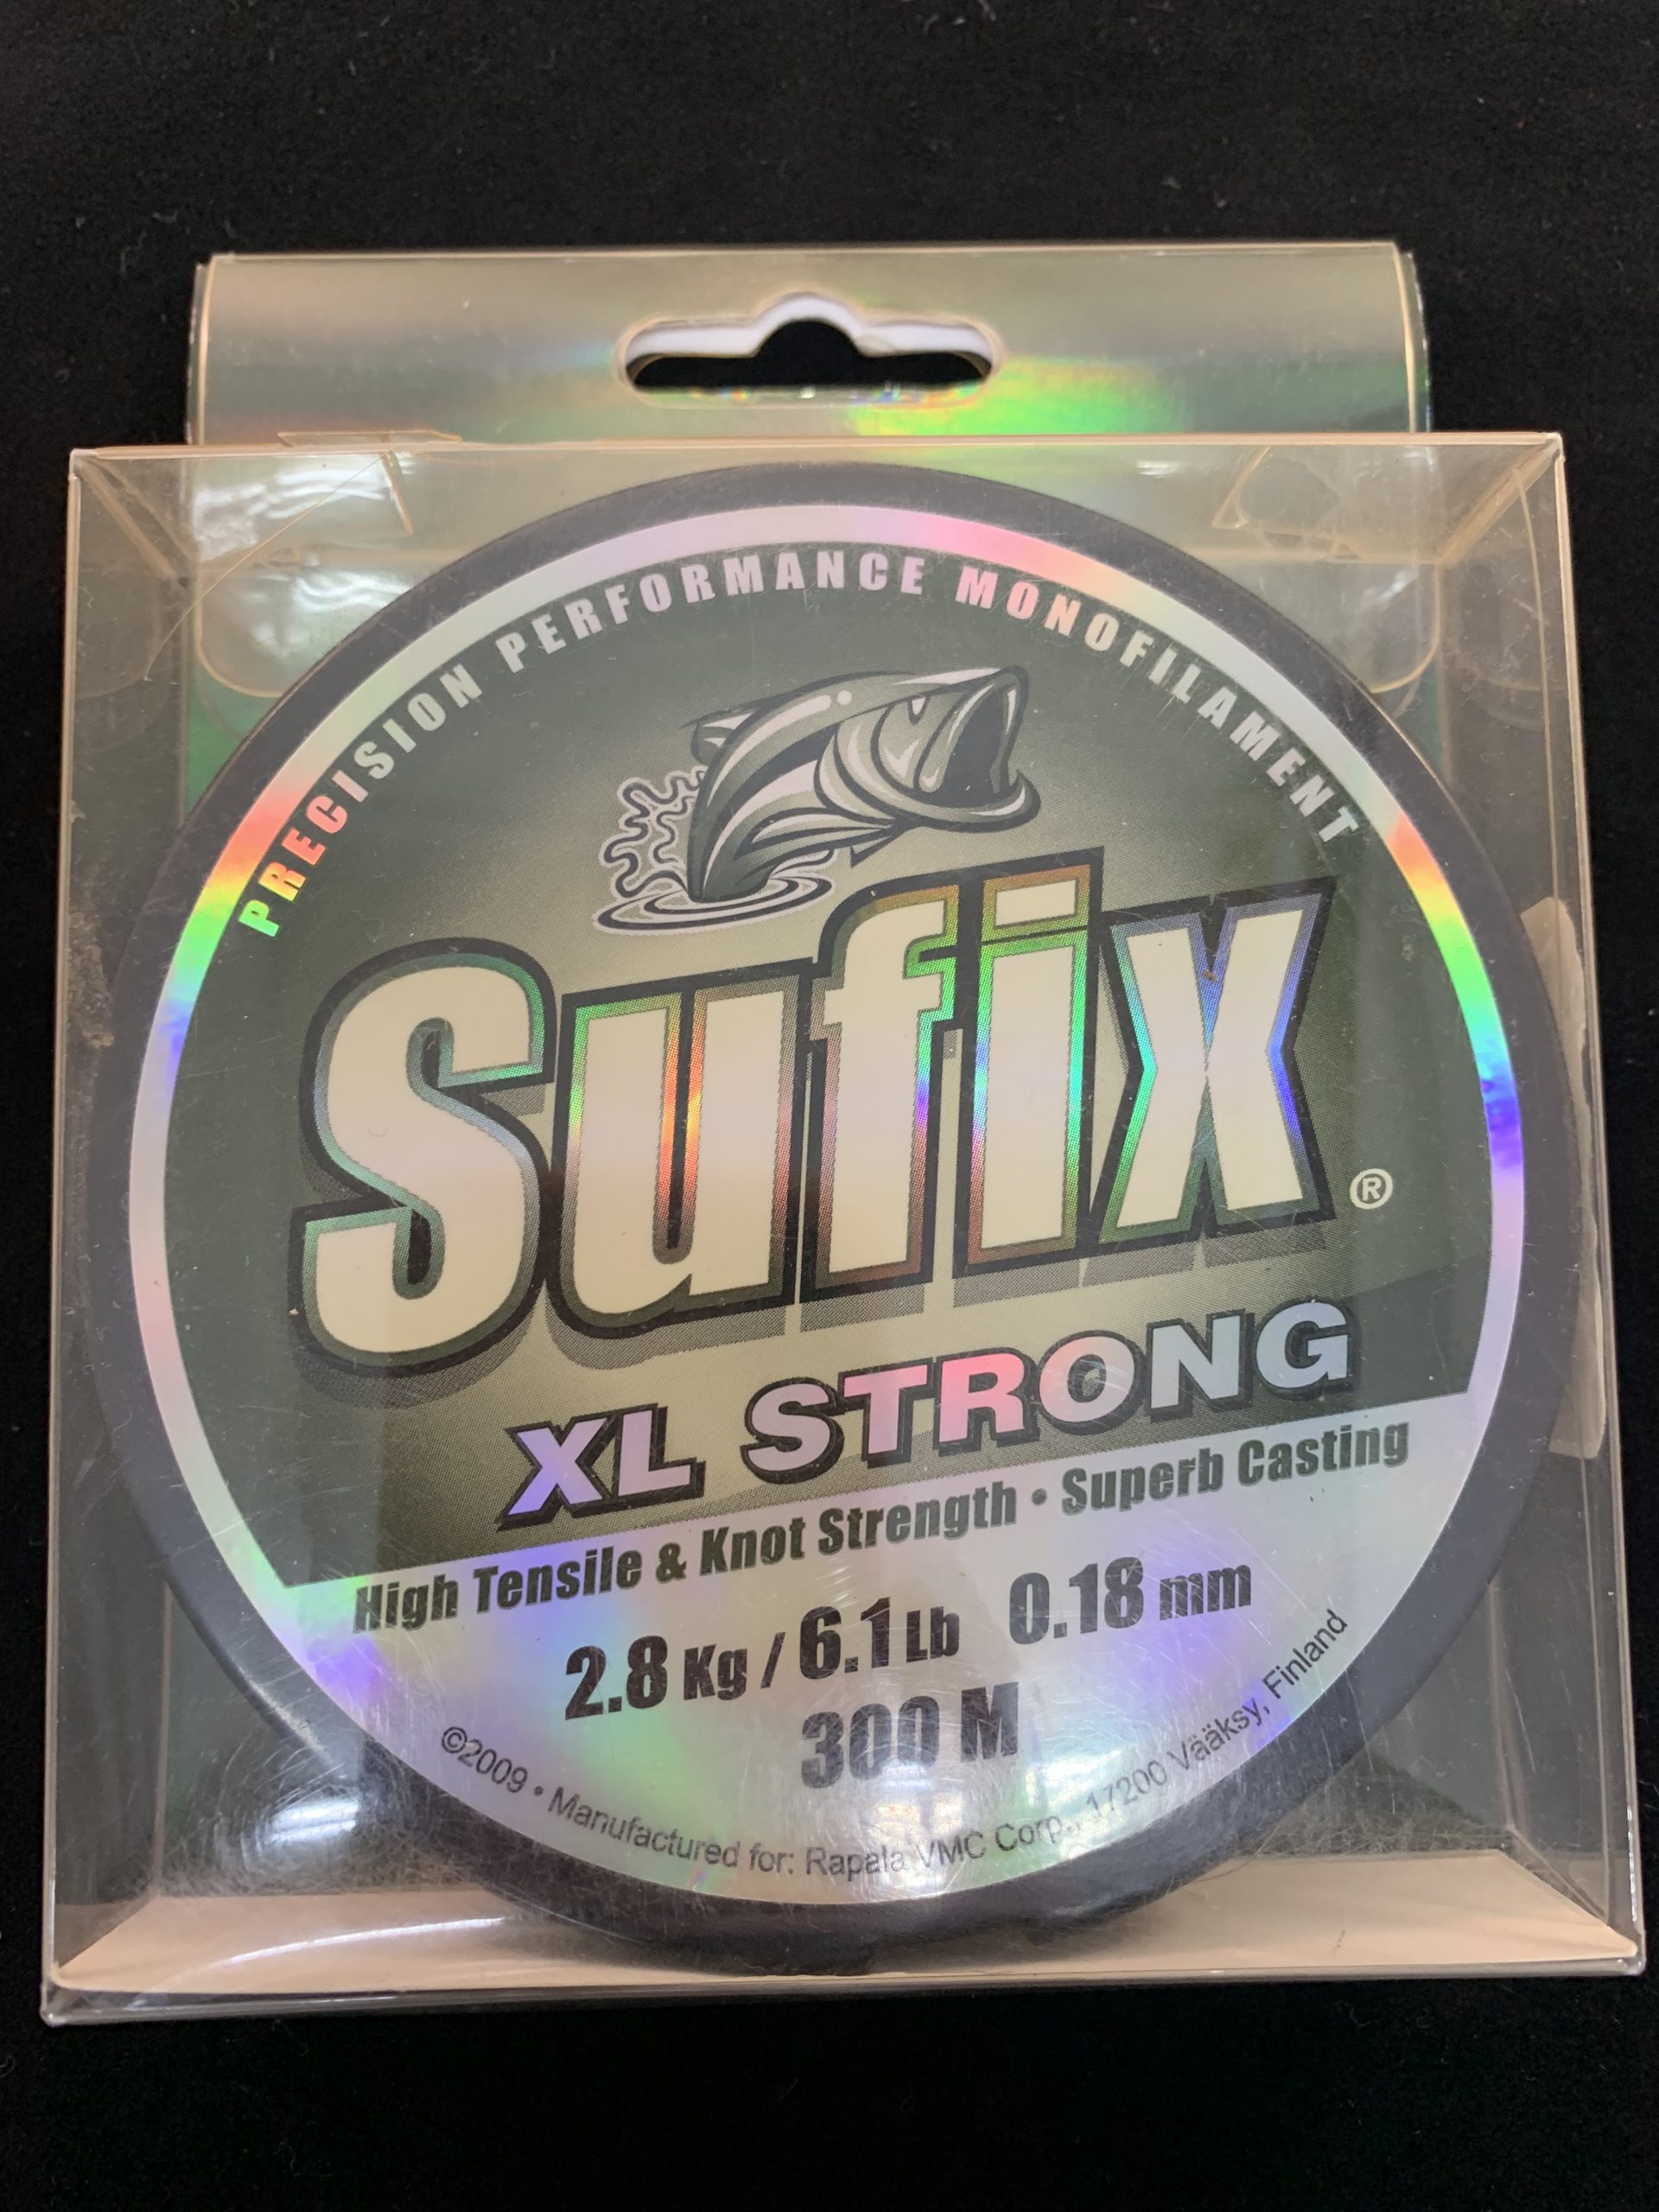 PRECISION PERFORMANCE MONOFILAMENT
Sufix®
XL STRONG
High Tensile & Knot Strength • Superb Casting
2.8 Kg / 6.1 Lb 0.18 mm
300 M
©2009 • Manufactured for: Rapala VMC Corp., 17200 Vääksy, Finland